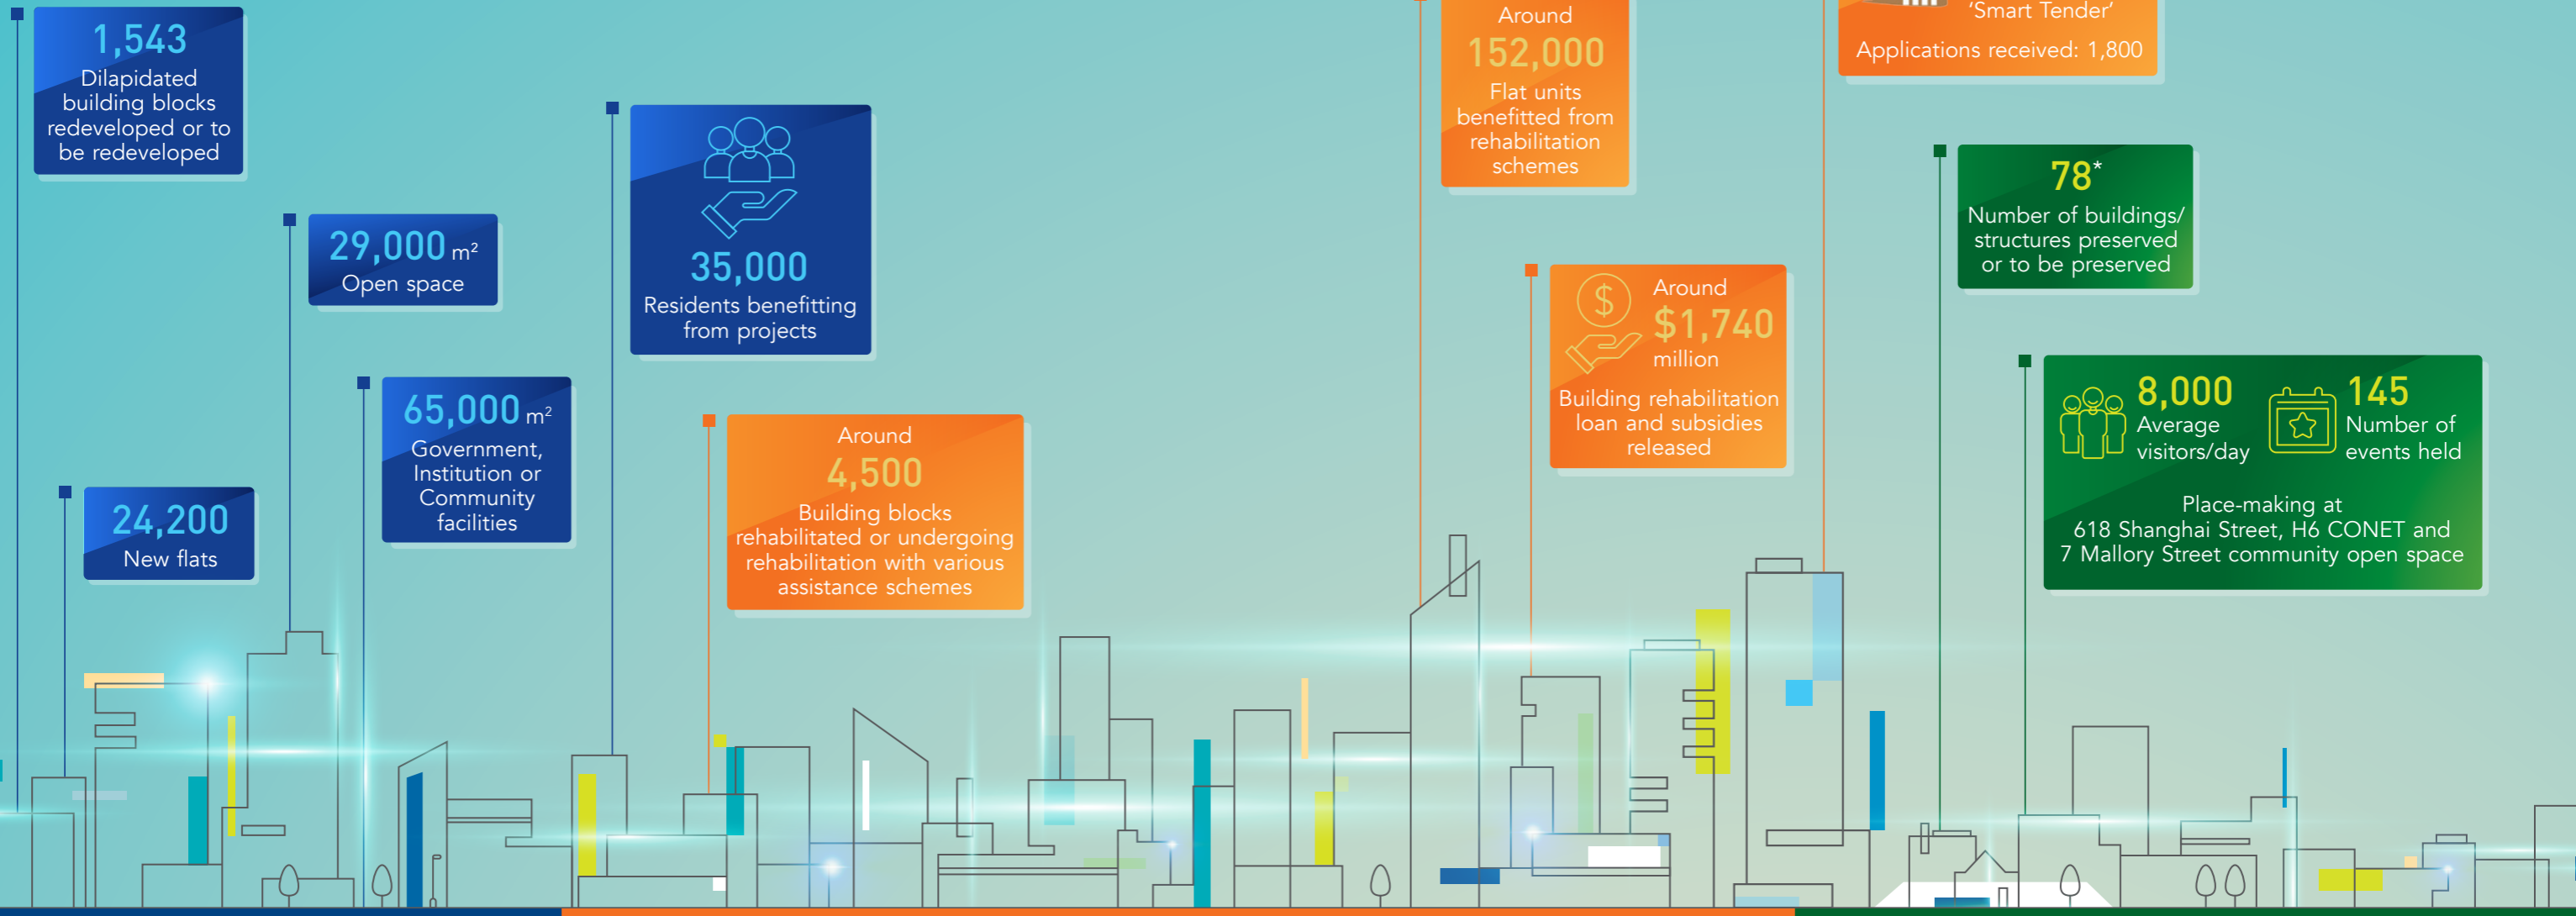 1,543
Dilapidated
building blocks
redeveloped or to
be redeveloped
29,000 m²
Open space
65,000 m²
Government,
Institution or
Community
facilities
24,200
New flats
35,000
Residents benefitting
from projects
Around
4,500
Building blocks
rehabilitated or undergoing
rehabilitation with various
assistance schemes
Around
152,000
Flat units
benefitted from
rehabilitation
schemes
Around
$1,740
million
Building rehabilitation
loan and subsidies
released
'Smart Tender'
Applications received: 1,800
78*
Number of buildings/
structures preserved
or to be preserved
8,000
Average
visitors/day
145
Number of
events held
Place-making at
618 Shanghai Street, H6 CONET and
7 Mallory Street community open space